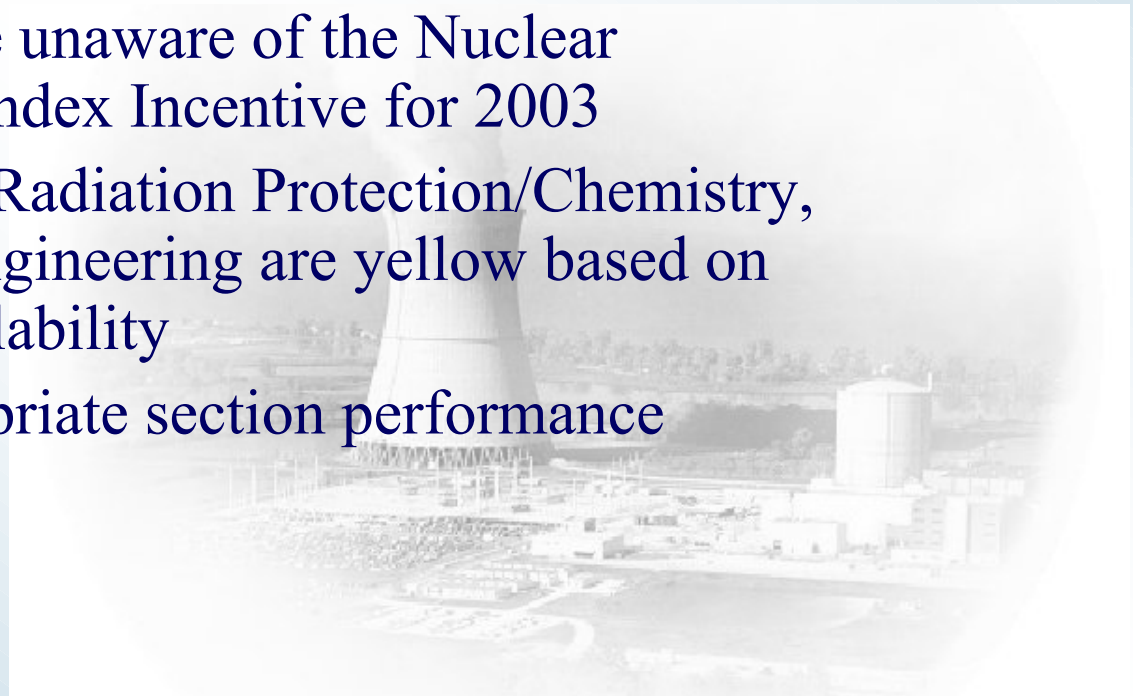 unaware of the Nuclear
ndex Incentive for 2003
Radiation Protection/Chemistry,
gineering are yellow based on
lability
priate section performance